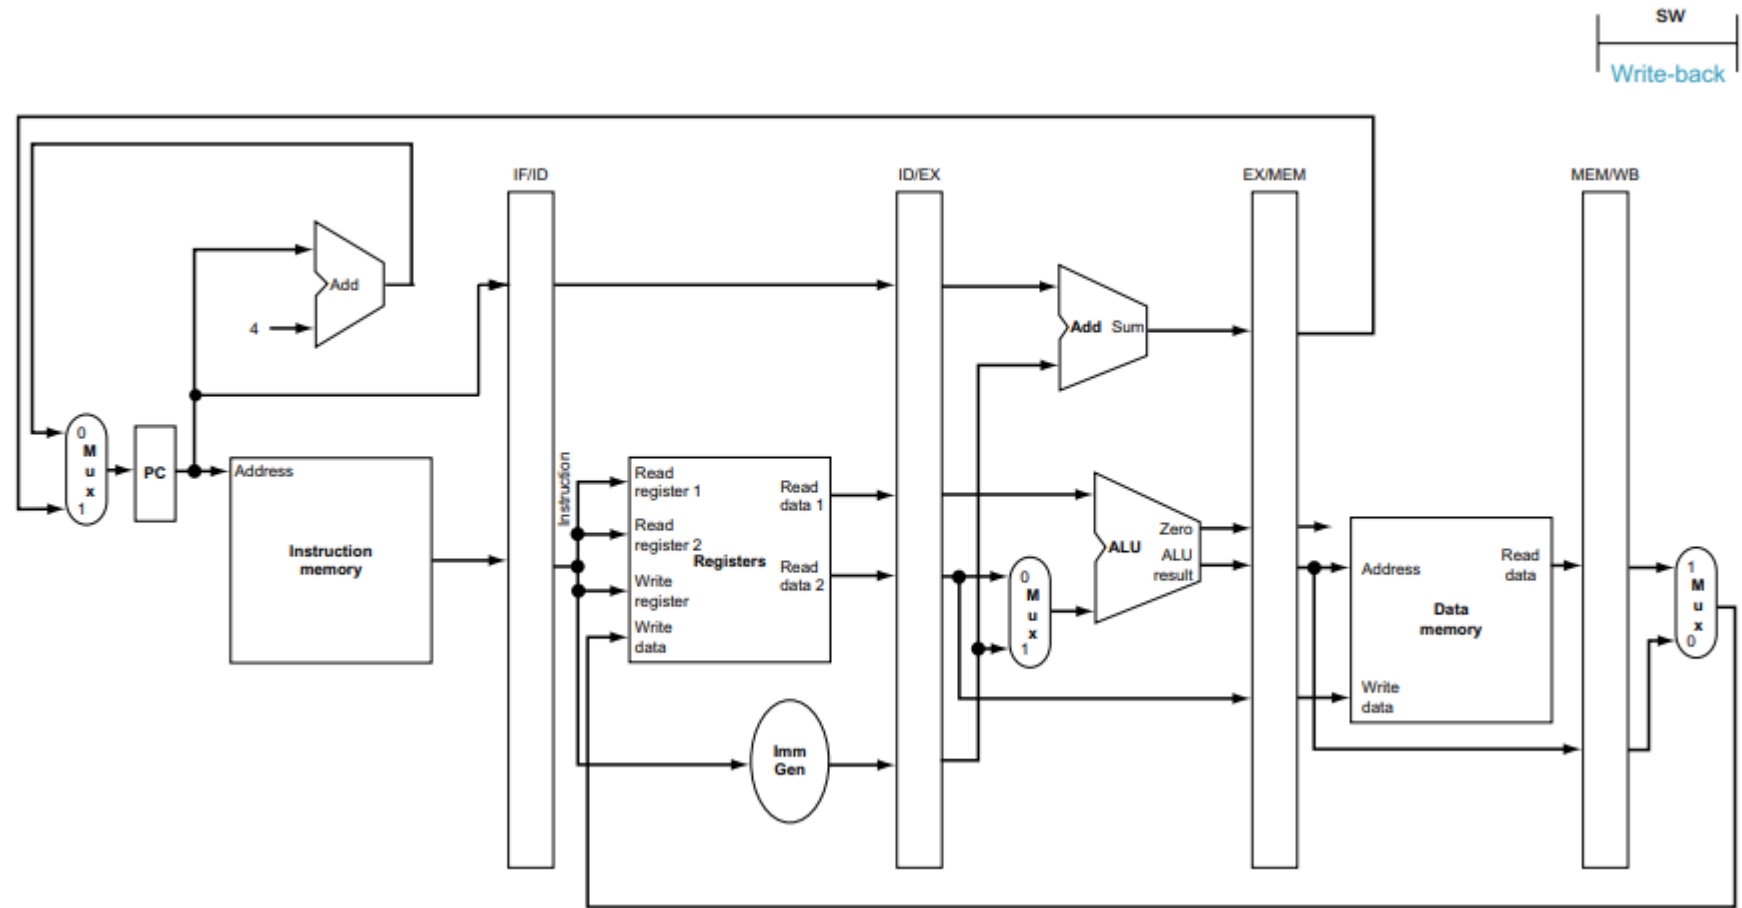 SW
Write-back
IF/ID
ID/EX
EX/MEM
MEM/WB
Add
4
Add Sum
0
M
u
x
1
PC
Address
Instruction
memory
Instruction
Read
register 1
Read
register 2
Write
register
Write
data
Registers
Read
data 1
Read
data 2
Imm
Gen
0
M
u
x
1
ALU
Zero
ALU
result
Address
Read
data
Data
memory
Write
data
1
M
u
x
0